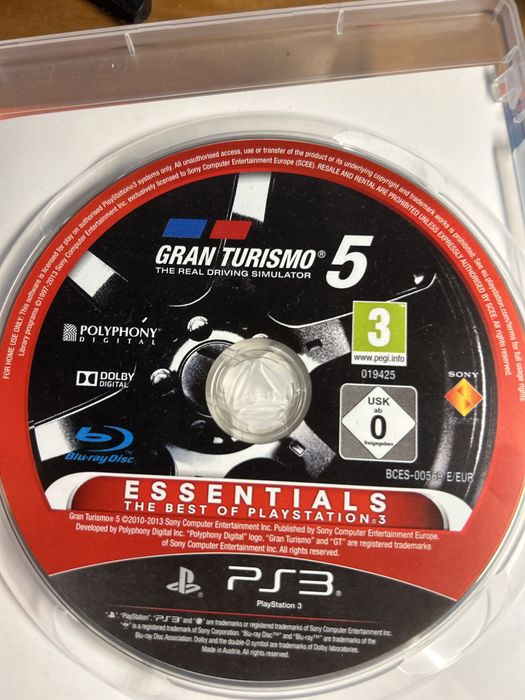 FOR HOME USE ONLY: This software is licensed for play on authorised PlayStation®3 systems only. All unauthorised access, use or transfer of the product or its underlying copyright and trademark works is prohibited. See eu.playstation.com/terms for full usage rights.
Library programs ©1997-2013 Sony Computer Entertainment Inc. exclusively licensed to Sony Computer Entertainment Europe (SCEE). RESALE AND RENTAL ARE PROHIBITED UNLESS EXPRESSLY AUTHORISED BY SCEE. All rights reserved.
GRAN TURISMO® 5
THE REAL DRIVING SIMULATOR
POLYPHONY
DIGITAL
3
www.pegi.info
019425
DOLBY
DIGITAL
SONY
USK
ab
0
freigegeben
Blu-ray Disc™
BCES-00569/E/EUR
ESSENTIALS
THE BEST OF PLAYSTATION®3
Gran Turismo® 5 ©2010-2013 Sony Computer Entertainment Inc. Published by Sony Computer Entertainment Europe.
Developed by Polyphony Digital Inc. "Polyphony Digital" logo, "Gran Turismo" and "GT" are registered trademarks
of Sony Computer Entertainment Inc. All rights reserved.
PS3
PlayStation 3
", "PlayStation", "PS3" and " " are trademarks or registered trademarks of Sony Computer Entertainment Inc.
" " is a registered trademark of Sony Corporation. "Blu-ray Disc™" and "Blu-ray™" are trademarks of the
Blu-ray Disc Association. Dolby and the double-D symbol are trademarks of Dolby laboratories.
Made in Austria. All rights reserved.